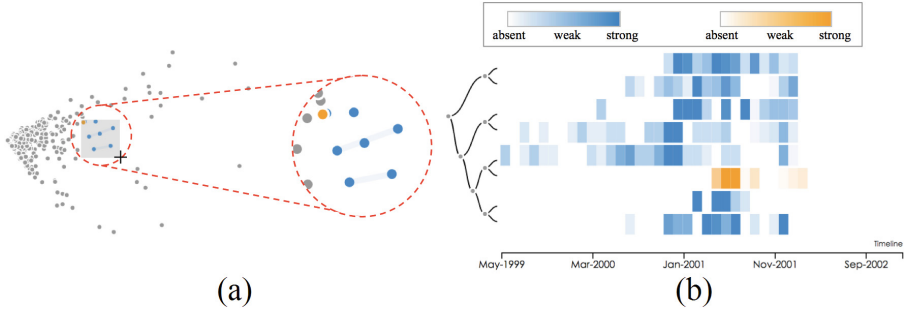 absent weak strong absent weak strong
Timeline
May-1999 Mar-2000 Jan-2001 Nov-2001 Sep-2002
(a) (b)